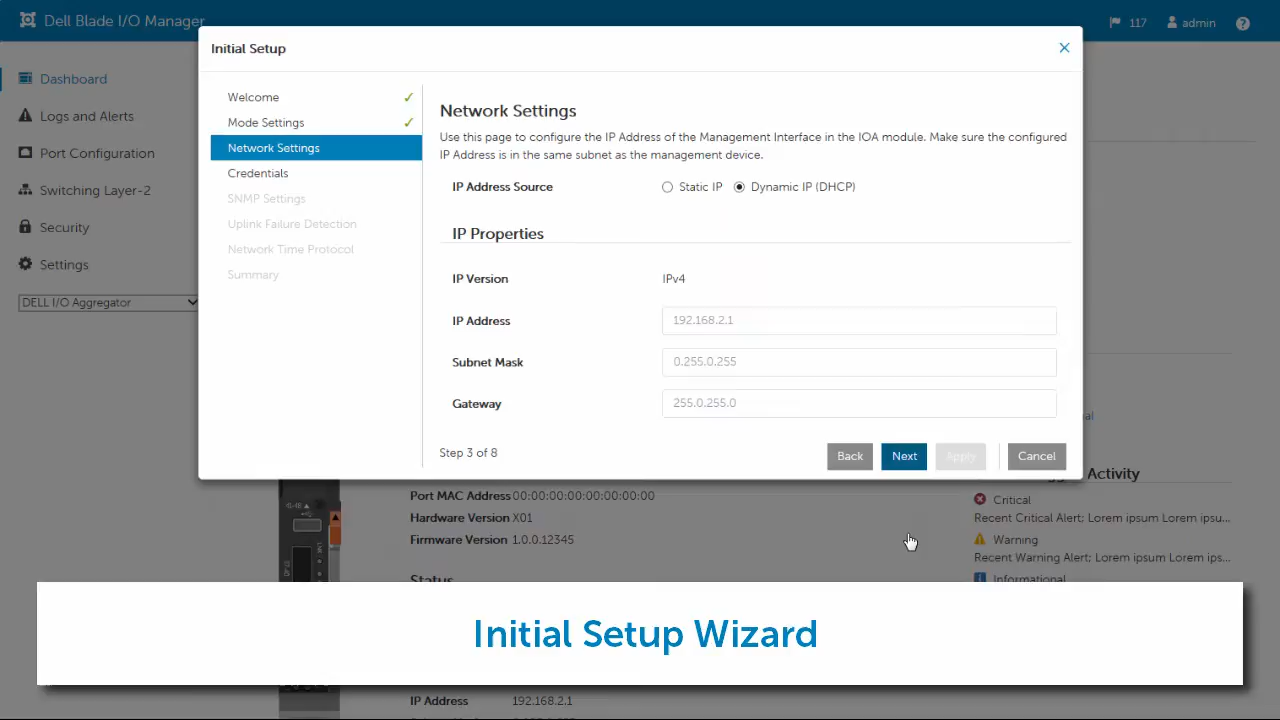 Dell Blade I/O Manager
117
admin
Dashboard
Logs and Alerts
Port Configuration
Switching Layer-2
Security
Settings
DELL I/O Aggregator
Initial Setup
Welcome
Mode Settings
Network Settings
Credentials
SNMP Settings
Uplink Failure Detection
Network Time Protocol
Summary
Network Settings
Use this page to configure the IP Address of the Management Interface in the IOA module. Make sure the configured
IP Address is in the same subnet as the management device.
IP Address Source
Static IP
Dynamic IP (DHCP)
IP Properties
IP Version
IPv4
IP Address
192.168.2.1
Subnet Mask
0.255.0.255
Gateway
255.0.255.0
Step 3 of 8
Back
Next
Apply
Cancel
Activity
Port MAC Address 00:00:00:00:00:00:00:00
Hardware Version X01
Firmware Version 1.0.0.12345
Status
Critical
Recent Critical Alert; Lorem ipsum Lorem ipsu...
Warning
Recent Warning Alert; Lorem ipsum Lorem ips...
Informational
Initial Setup Wizard
IP Address 192.168.2.1